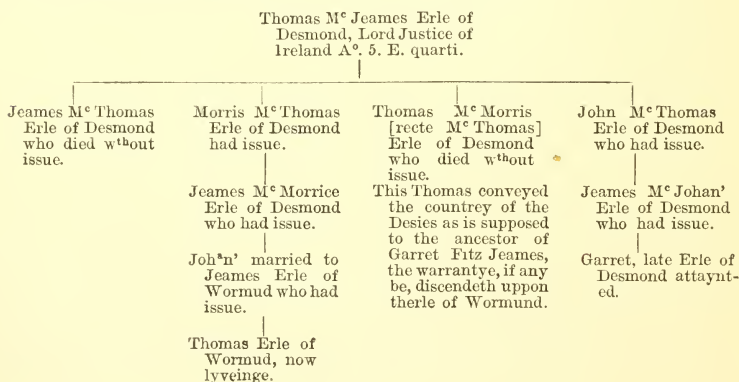 Thomas Mᶜ Jeames Erle of
Desmond, Lord Justice of
Ireland Aº. 5. E. quarti.
Jeames Mᶜ Thomas
Erle of Desmond
who died wᵗʰout
issue.
Morris Mᶜ Thomas
Erle of Desmond
had issue.
Jeames Mᶜ Morrice
Erle of Desmond
who had issue.
Johᵃn' married to
Jeames Erle of
Wormud who had
issue.
Thomas Erle of
Wormud, now
lyveinge.
Thomas Mᶜ Morris
[recte Mᶜ Thomas]
Erle of Desmond
who died wᵗʰout
issue.
This Thomas conveyed
the countrey of the
Desies as is supposed
to the ancestor of
Garret Fitz Jeames,
the warrantye, if any
be, discendeth uppon
therle of Wormund.
John Mᶜ Thomas
Erle of Desmond
who had issue.
Jeames Mᶜ Johan'
Erle of Desmond
who had issue.
Garret, late Erle of
Desmond attaynt-
ed.